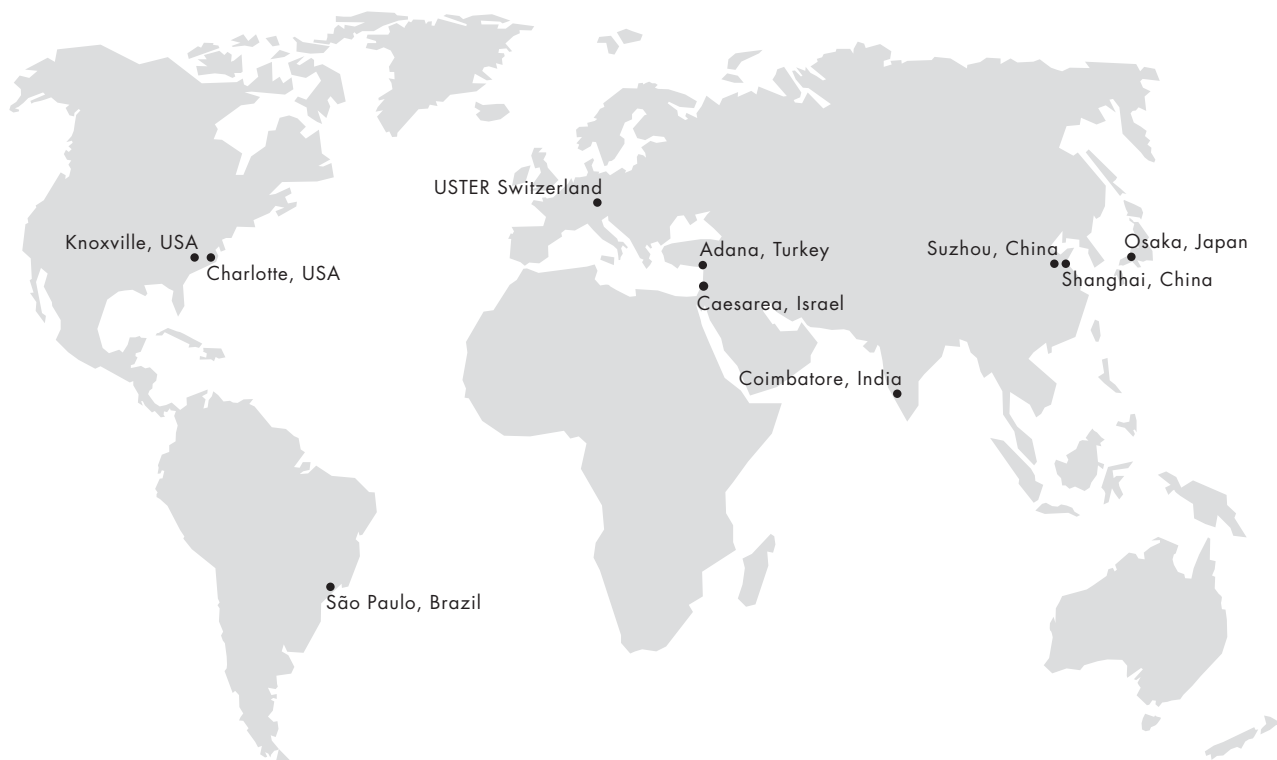 USTER Switzerland
Knoxville, USA
Charlotte, USA
Adana, Turkey
Suzhou, China
Osaka, Japan
Shanghai, China
Caesarea, Israel
Coimbatore, India
São Paulo, Brazil